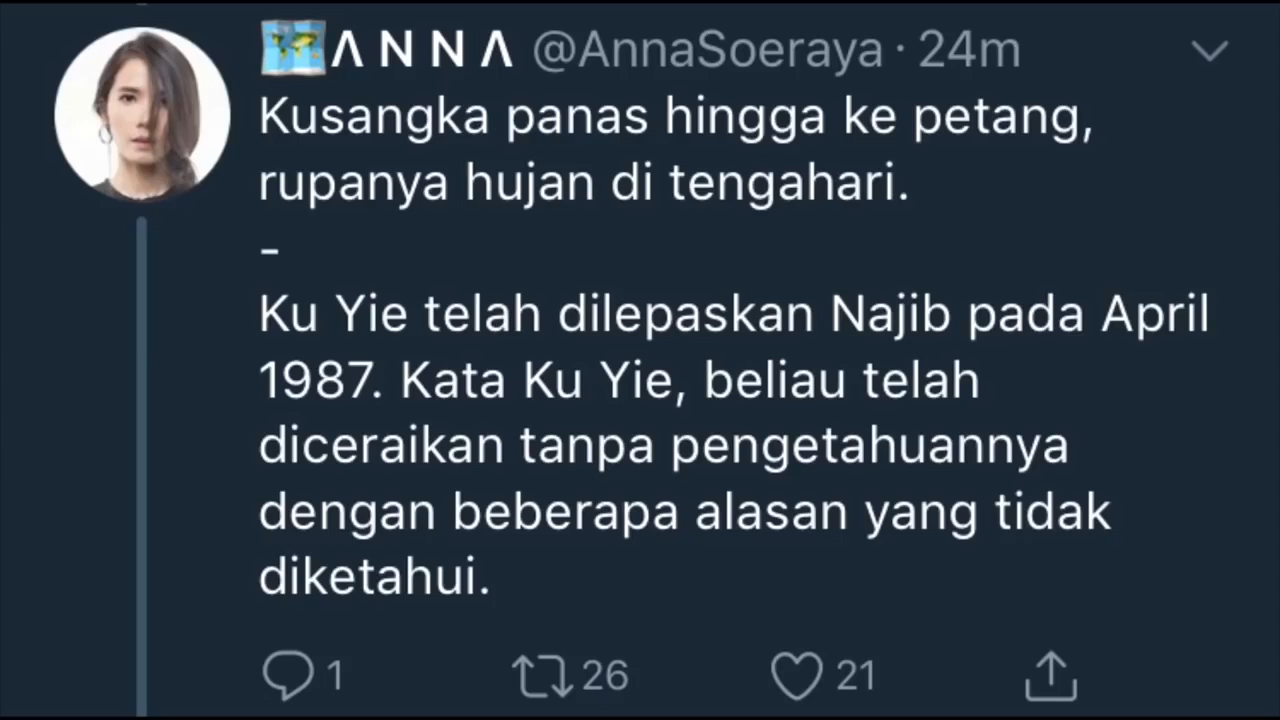 ΛNNΛ @AnnaSoeraya · 24m
Kusangka panas hingga ke petang,
rupanya hujan di tengahari.
-
Ku Yie telah dilepaskan Najib pada April
1987. Kata Ku Yie, beliau telah
diceraikan tanpa pengetahuannya
dengan beberapa alasan yang tidak
diketahui.
1 26 21